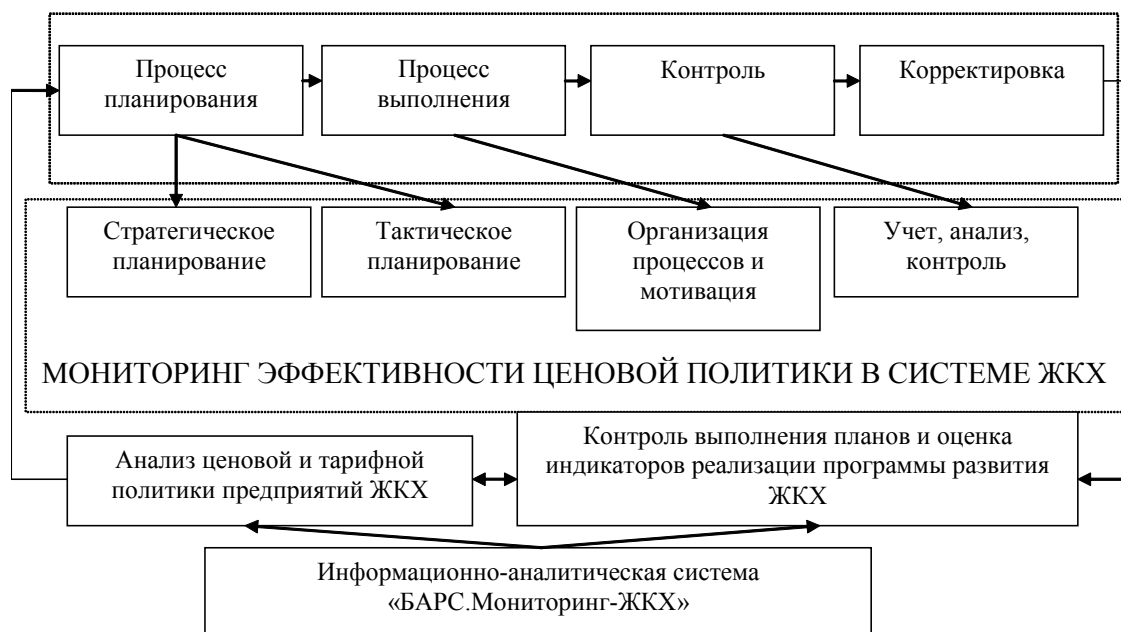 Процесс
планирования
Процесс
выполнения
Контроль
Корректировка
Стратегическое
планирование
Тактическое
планирование
Организация
процессов и
мотивация
Учет, анализ,
контроль
МОНИТОРИНГ ЭФФЕКТИВНОСТИ ЦЕНОВОЙ ПОЛИТИКИ В СИСТЕМЕ ЖКХ
Анализ ценовой и тарифной
политики предприятий ЖКХ
Контроль выполнения планов и оценка
индикаторов реализации программы развития
ЖКХ
Информационно-аналитическая система
«БАРС.Мониторинг-ЖКХ»